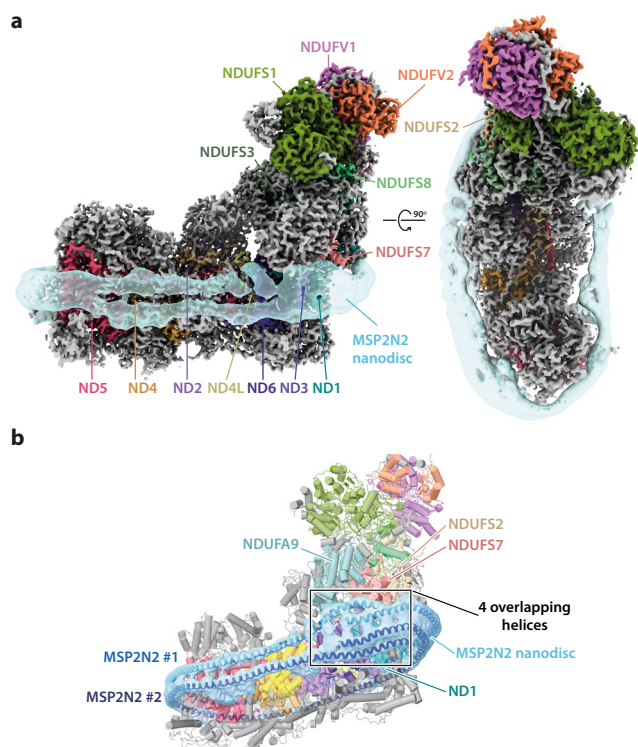 a
NDUFV1
NDUFS1
NDUFV2
NDUFS2
NDUFS3
NDUFS8
90°
NDUFS7
MSP2N2
nanodisc
ND5 ND4 ND2 ND4L ND6 ND3 ND1
b
NDUFS2
NDUFA9
NDUFS7
4 overlapping
helices
MSP2N2 #1
MSP2N2 nanodisc
MSP2N2 #2
ND1